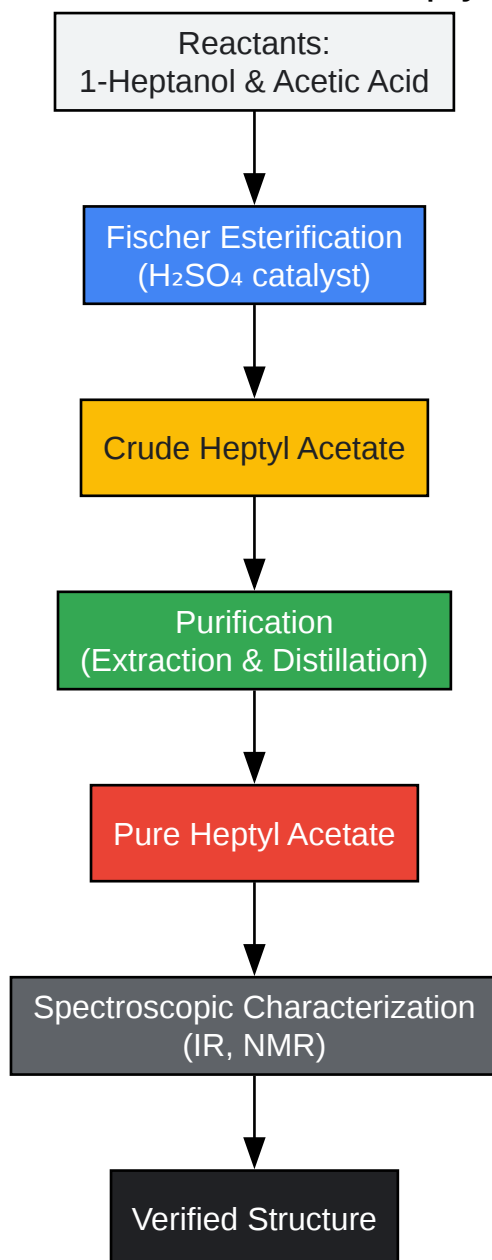 Reactants:
1-Heptanol & Acetic Acid
Fischer Esterification
(H₂SO₄ catalyst)
Crude Heptyl Acetate
Purification
(Extraction & Distillation)
Pure Heptyl Acetate
Spectroscopic Characterization
(IR, NMR)
Verified Structure